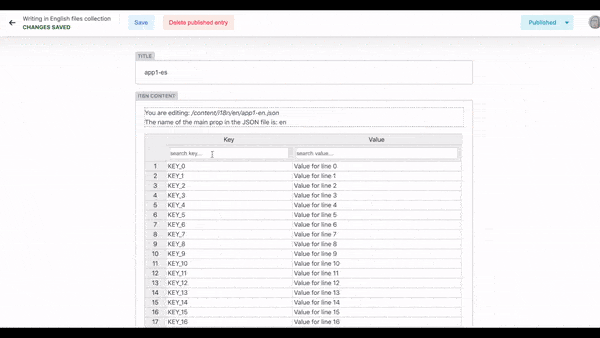 Writing in English files collection
CHANGES SAVED
Save
Delete published entry
Published
TITLE
app1-es
I18N CONTENT
You are editing: /content/i18n/en/app1-en.json
The name of the main prop in the JSON file is: en
Key Value
search key... search value...
1 KEY_0 Value for line 0
2 KEY_1 Value for line 1
3 KEY_2 Value for line 2
4 KEY_3 Value for line 3
5 KEY_4 Value for line 4
6 KEY_5 Value for line 5
7 KEY_6 Value for line 6
8 KEY_7 Value for line 7
9 KEY_8 Value for line 8
10 KEY_9 Value for line 9
11 KEY_10 Value for line 10
12 KEY_11 Value for line 11
13 KEY_12 Value for line 12
14 KEY_13 Value for line 13
15 KEY_14 Value for line 14
16 KEY_15 Value for line 15
17 KEY_16 Value for line 16